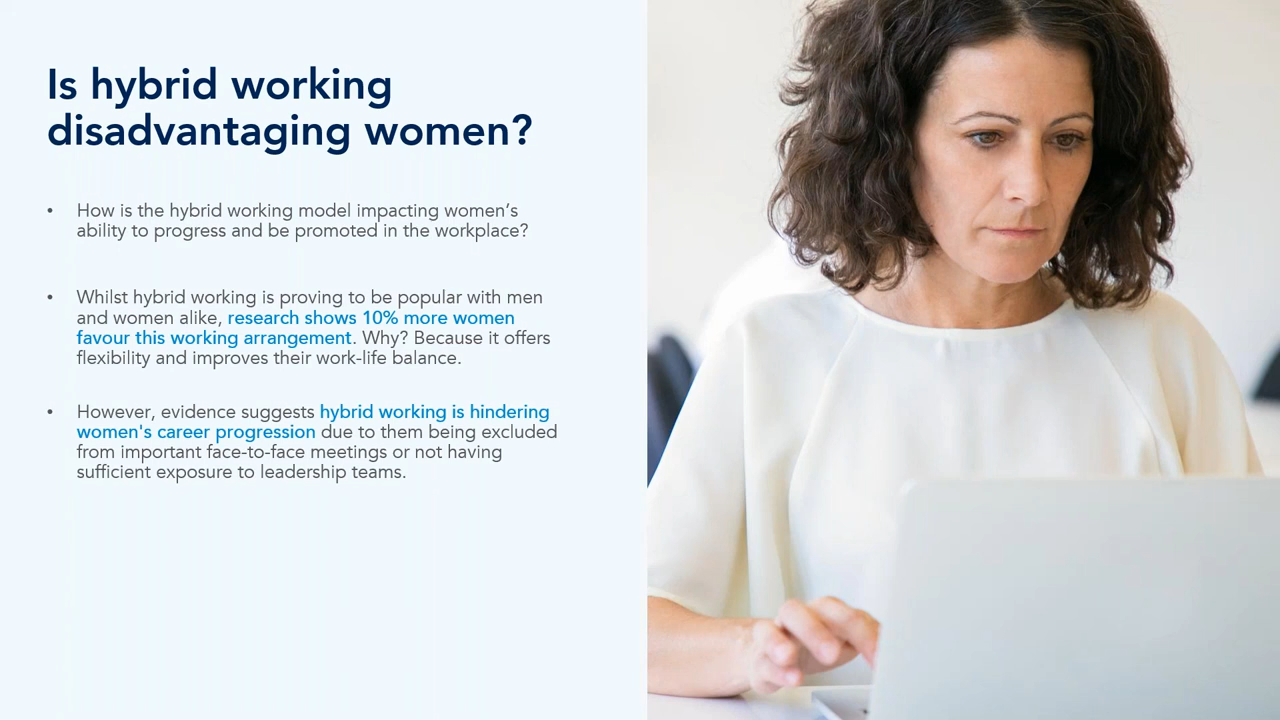 Is hybrid working
disadvantaging women?
• How is the hybrid working model impacting women’s
ability to progress and be promoted in the workplace?
• Whilst hybrid working is proving to be popular with men
and women alike, research shows 10% more women
favour this working arrangement. Why? Because it offers
flexibility and improves their work-life balance.
• However, evidence suggests hybrid working is hindering
women's career progression due to them being excluded
from important face-to-face meetings or not having
sufficient exposure to leadership teams.